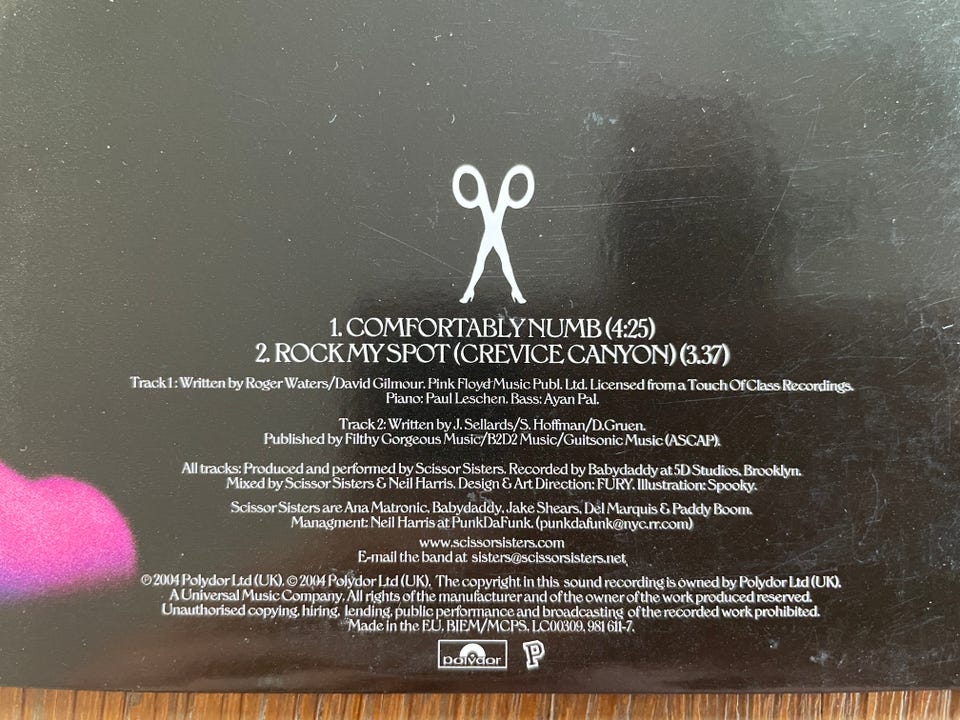 1. COMFORTABLY NUMB (4:25)
2. ROCK MY SPOT (CREVICE CANYON) (3.37)
Track 1: Written by Roger Waters/David Gilmour. Pink Floyd Music Publ. Ltd. Licensed from a Touch Of Class Recordings.
Piano: Paul Leschen. Bass: Ayan Pal.
Track 2: Written by J. Sellards/S. Hoffman/D.Gruen.
Published by Filthy Gorgeous Music/B2D2 Music/Guitsonic Music (ASCAP).
All tracks: Produced and performed by Scissor Sisters. Recorded by Babydaddy at 5D Studios, Brooklyn.
Mixed by Scissor Sisters & Neil Harris. Design & Art Direction: FURY. Illustration: Spooky.
Scissor Sisters are Ana Matronic, Babydaddy, Jake Shears, Del Marquis & Paddy Boom.
Managment: Neil Harris at PunkDaFunk. (punkdafunk@nyc.rr.com)
www.scissorsisters.com
E-mail the band at sisters@scissorsisters.net
℗ 2004 Polydor Ltd (UK). © 2004 Polydor Ltd (UK). The copyright in this sound recording is owned by Polydor Ltd (UK).
A Universal Music Company. All rights of the manufacturer and of the owner of the work produced reserved.
Unauthorised copying, hiring, lending, public performance and broadcasting of the recorded work prohibited.
Made in the E.U. BIEM/MCPS. LC00309. 981 611-7.
polydor P